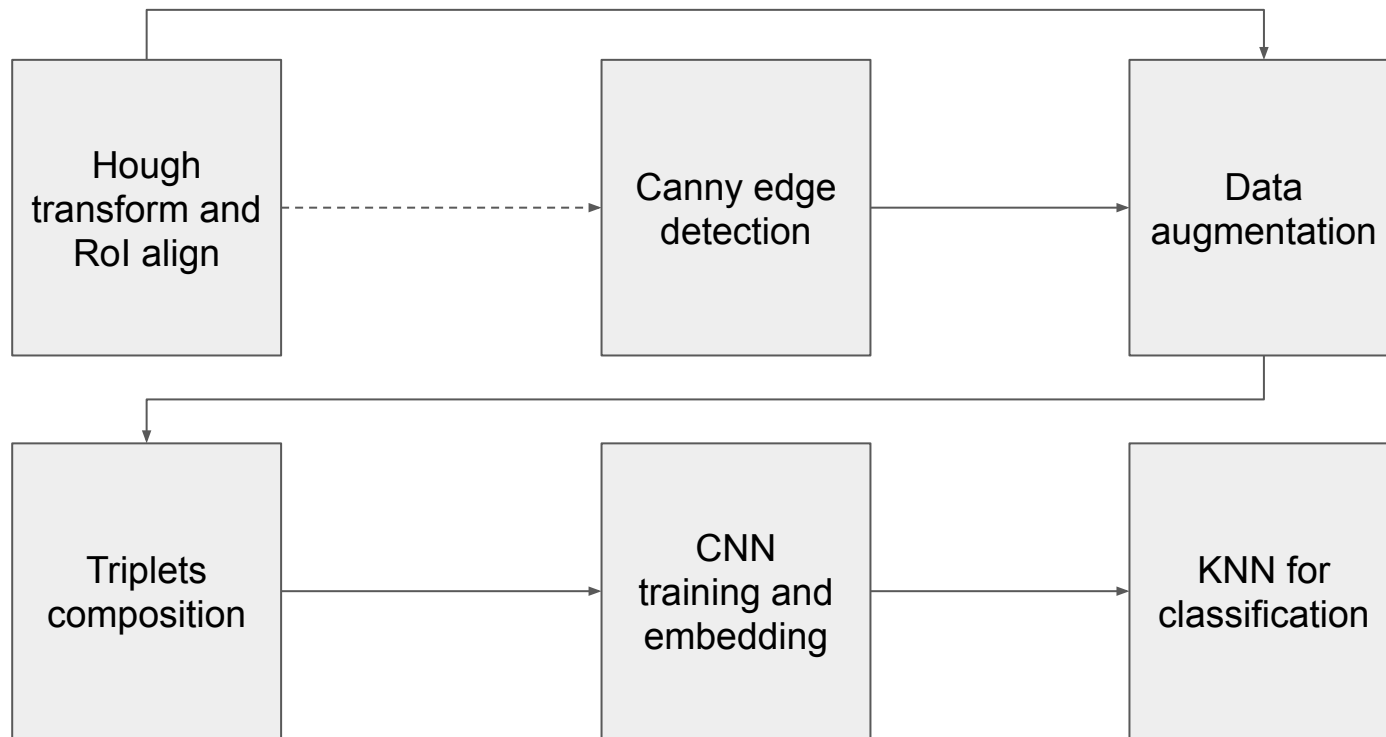 Hough
transform and
RoI align
Canny edge
detection
Data
augmentation
Triplets
composition
CNN
training and
embedding
KNN for
classification